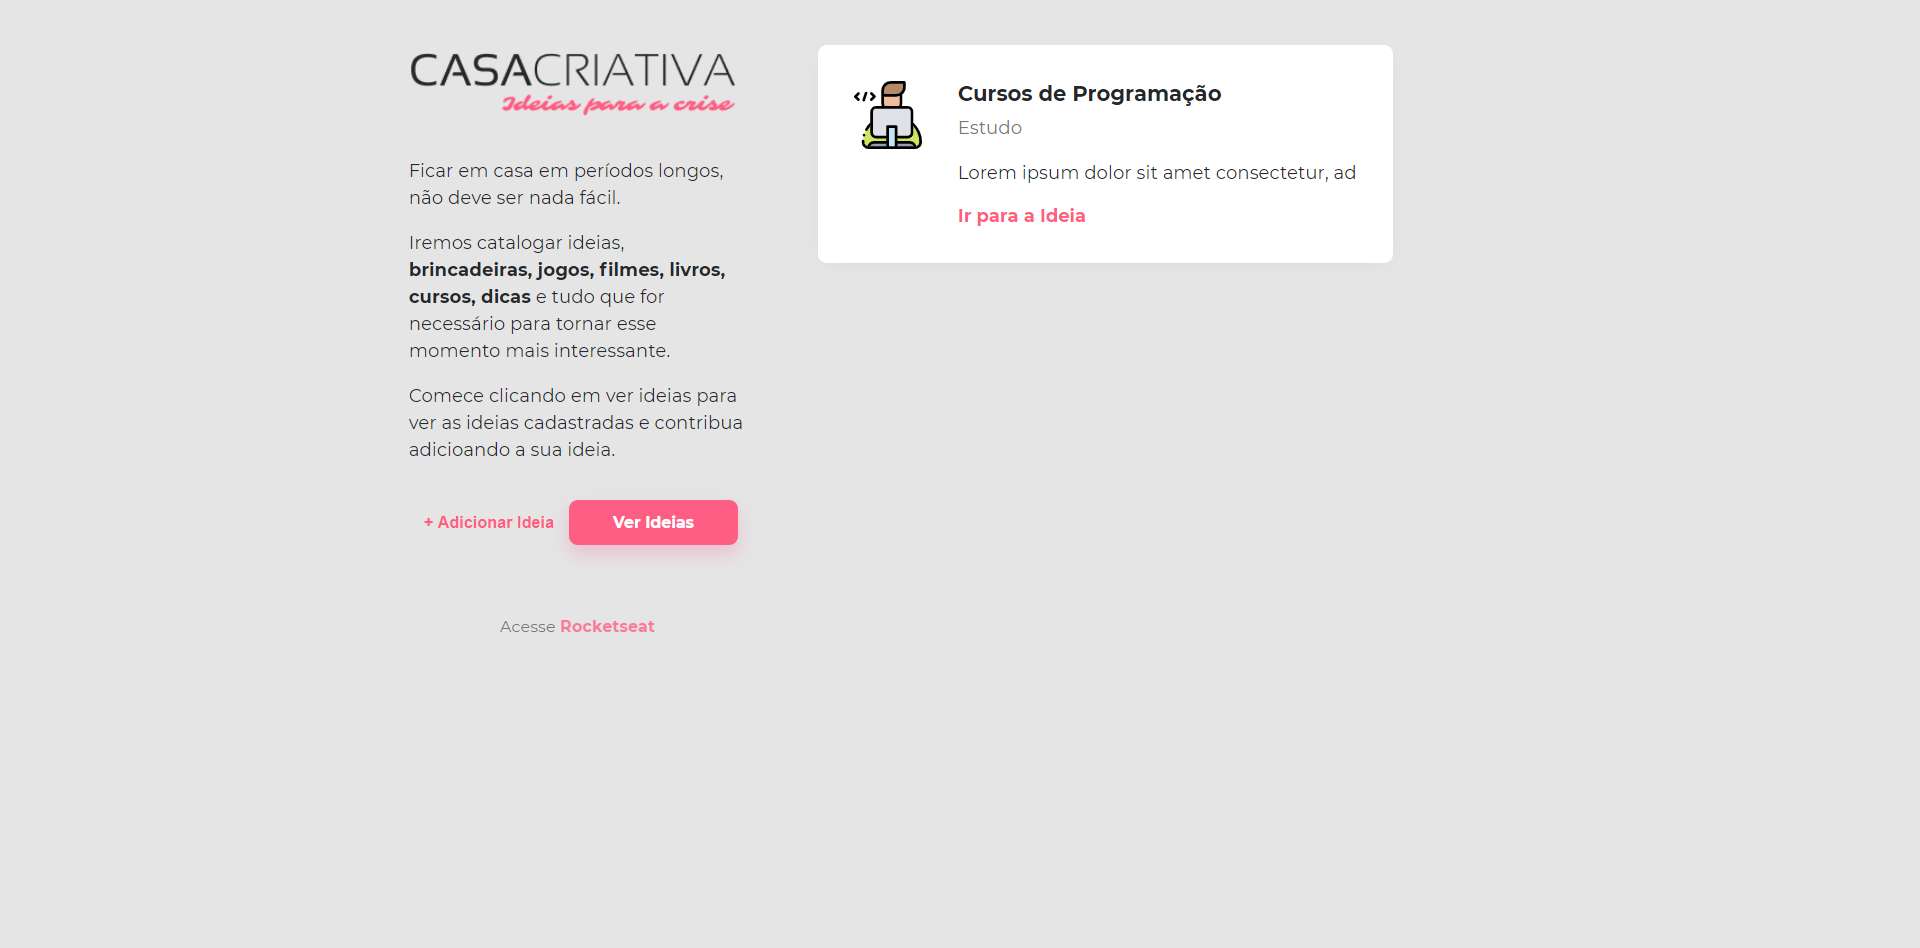 CASACRIATIVA
Ideias para a crise
Ficar em casa em períodos longos,
não deve ser nada fácil.
Iremos catalogar ideias,
brincadeiras, jogos, filmes, livros,
cursos, dicas e tudo que for
necessário para tornar esse
momento mais interessante.
Comece clicando em ver ideias para
ver as ideias cadastradas e contribua
adicioando a sua ideia.
+ Adicionar Ideia
Ver Ideias
Acesse Rocketseat
</> 
Cursos de Programação
Estudo
Lorem ipsum dolor sit amet consectetur, ad
Ir para a Ideia